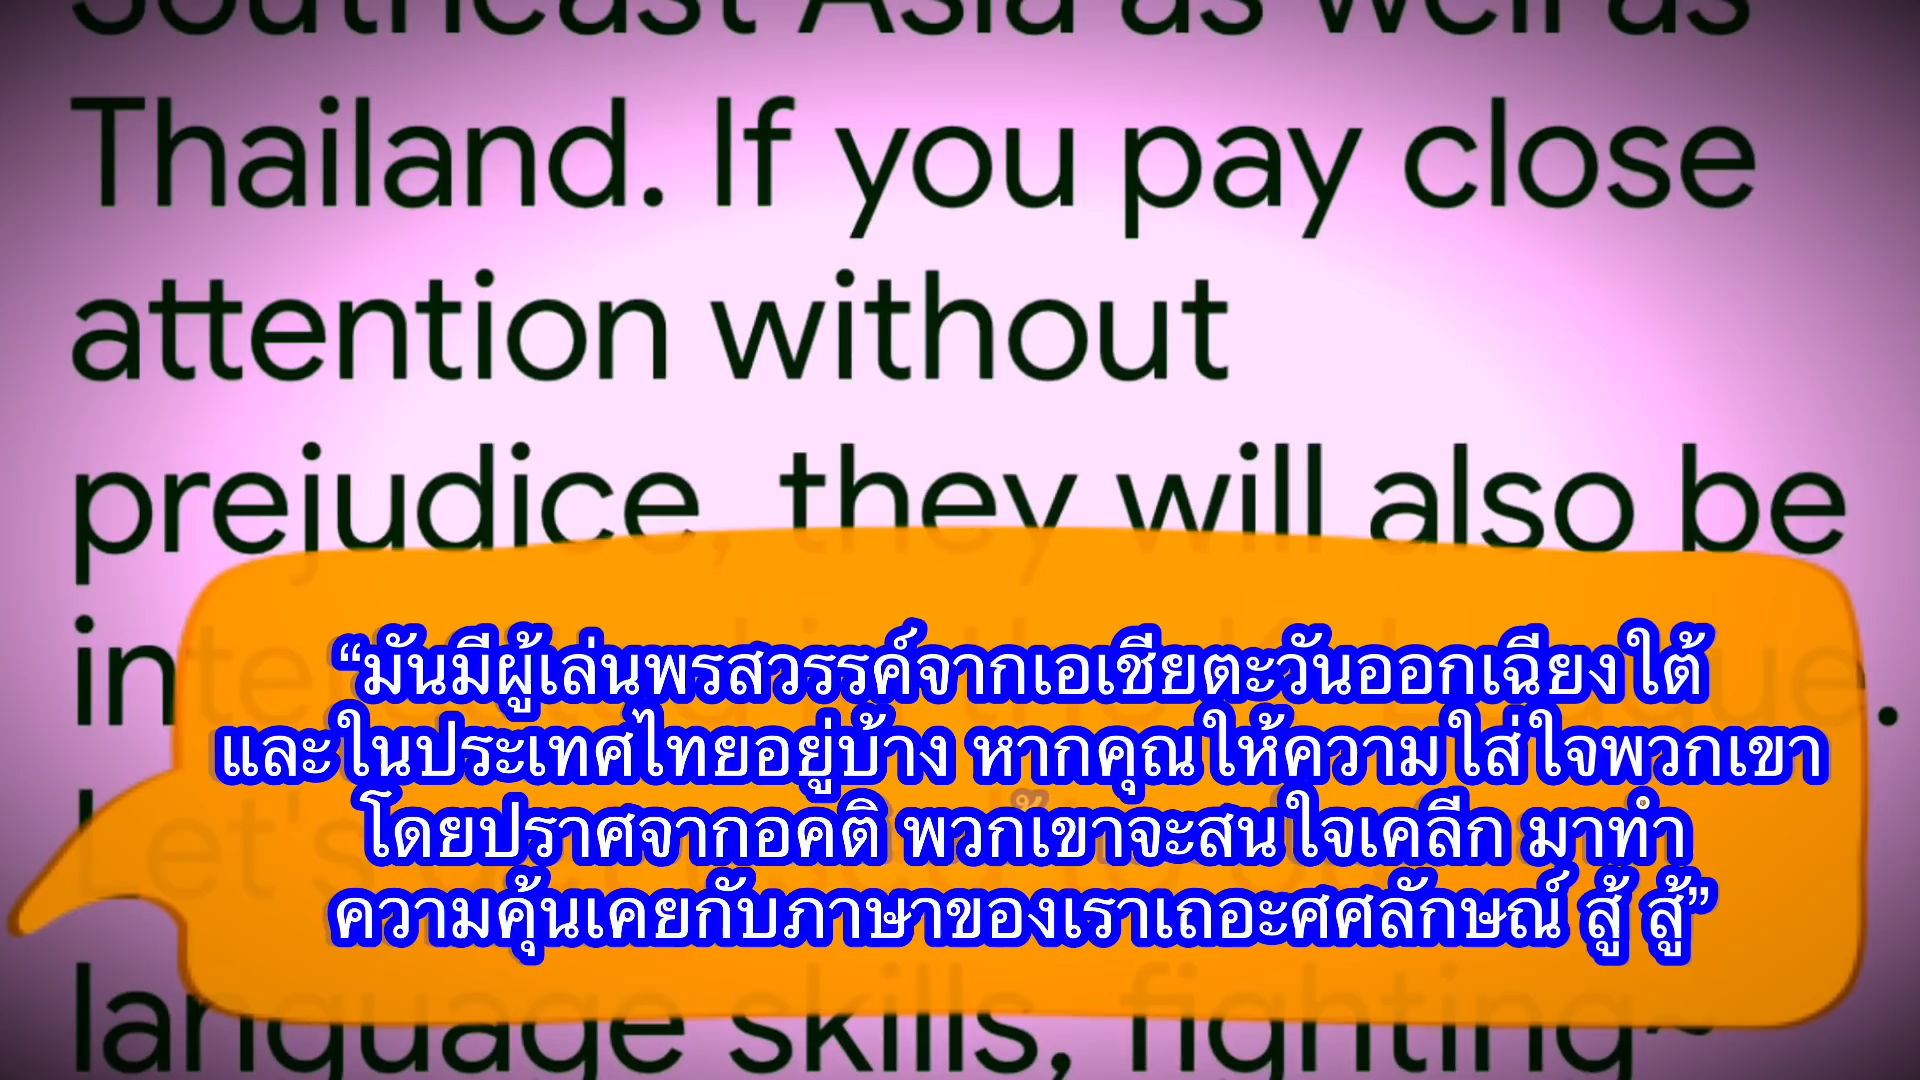 Southeast Asia as well as
Thailand. If you pay close
attention without
prejudice, they will also be
“มันมีผู้เล่นพรสวรรค์จากเอเชียตะวันออกเฉียงใต้
และในประเทศไทยอยู่บ้าง หากคุณให้ความใส่ใจพวกเขา
โดยปราศจากอคติ พวกเขาจะสนใจเคลีก มาทำ
ความคุ้นเคยกับภาษาของเราเถอะศศลักษณ์ สู้ สู้”
language skills, fighting~